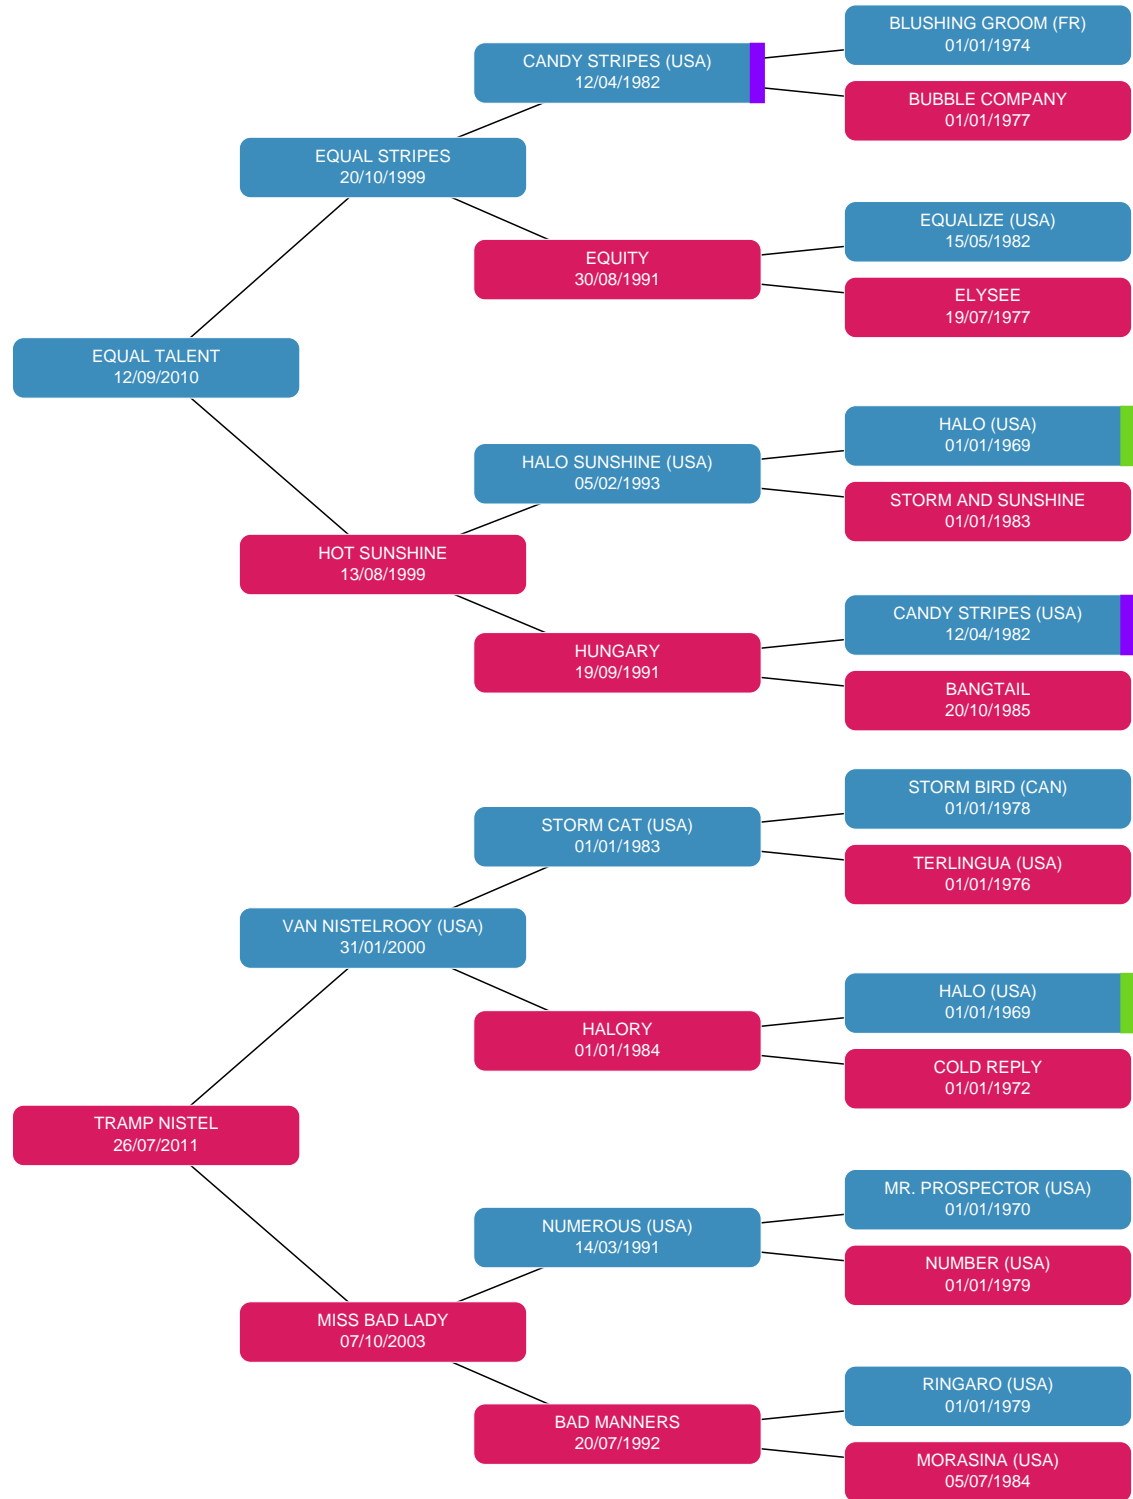 BLUSHING GROOM (FR)
01/01/1974
CANDY STRIPES (USA)
12/04/1982
BUBBLE COMPANY
01/01/1977
EQUAL STRIPES
20/10/1999
EQUALIZE (USA)
15/05/1982
EQUITY
30/08/1991
ELYSEE
19/07/1977
EQUAL TALENT
12/09/2010
HALO (USA)
01/01/1969
HALO SUNSHINE (USA)
05/02/1993
STORM AND SUNSHINE
01/01/1983
HOT SUNSHINE
13/08/1999
CANDY STRIPES (USA)
12/04/1982
HUNGARY
19/09/1991
BANGTAIL
20/10/1985
STORM BIRD (CAN)
01/01/1978
STORM CAT (USA)
01/01/1983
TERLINGUA (USA)
01/01/1976
VAN NISTELROOY (USA)
31/01/2000
HALO (USA)
01/01/1969
HALORY
01/01/1984
COLD REPLY
01/01/1972
TRAMP NISTEL
26/07/2011
MR. PROSPECTOR (USA)
01/01/1970
NUMEROUS (USA)
14/03/1991
NUMBER (USA)
01/01/1979
MISS BAD LADY
07/10/2003
RINGARO (USA)
01/01/1979
BAD MANNERS
20/07/1992
MORASINA (USA)
05/07/1984